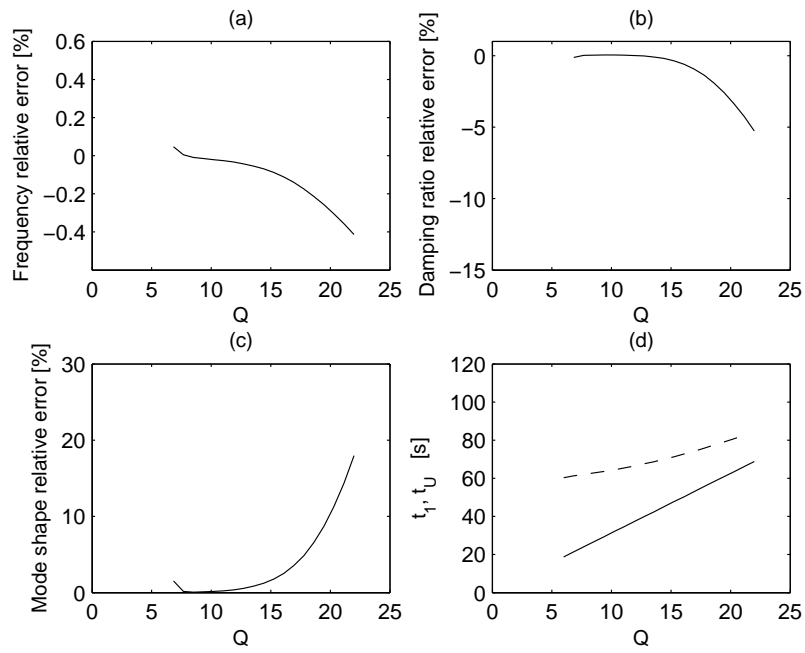 (a)
Frequency relative error [%]
0.6
0.4
0.2
0
−0.2
−0.4
0 5 10 15 20 25
Q
(b)
Damping ratio relative error [%]
0
−5
−10
−15
0 5 10 15 20 25
Q
(c)
Mode shape relative error [%]
30
20
10
0
0 5 10 15 20 25
Q
(d)
t1, tU [s]
120
100
80
60
40
20
0
0 5 10 15 20 25
Q